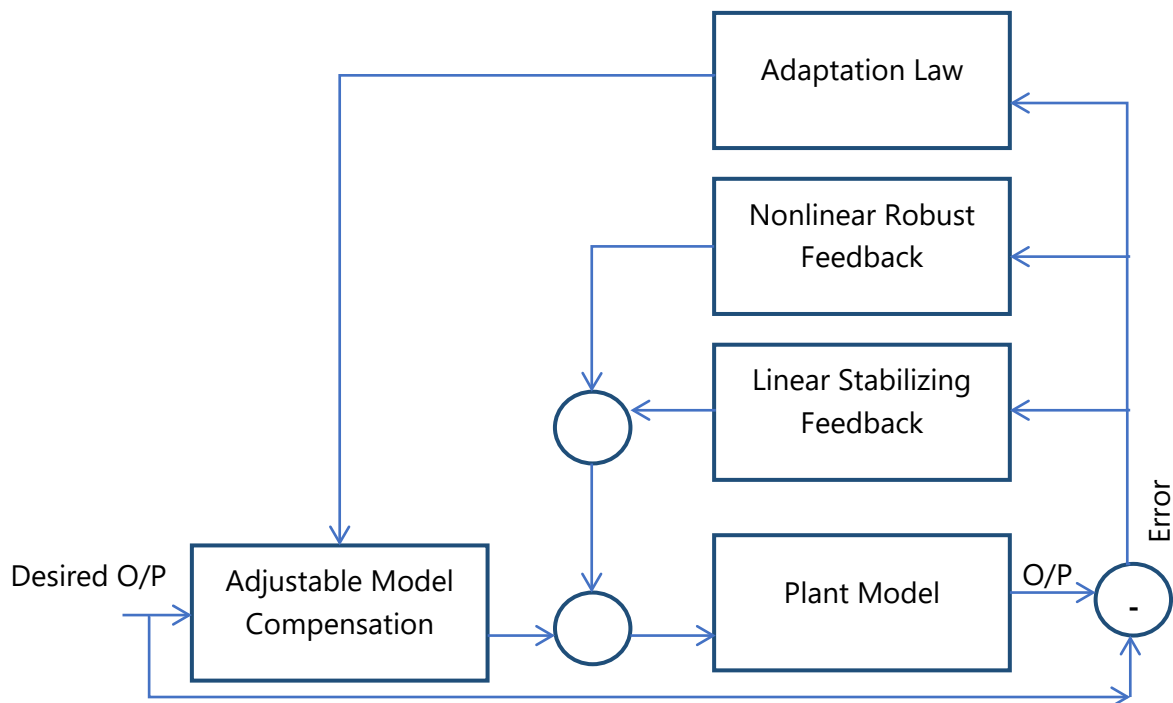 Adaptation Law
Nonlinear Robust
Feedback
Linear Stabilizing
Feedback
Error
Desired O/P
Adjustable Model
Compensation
Plant Model
O/P
-